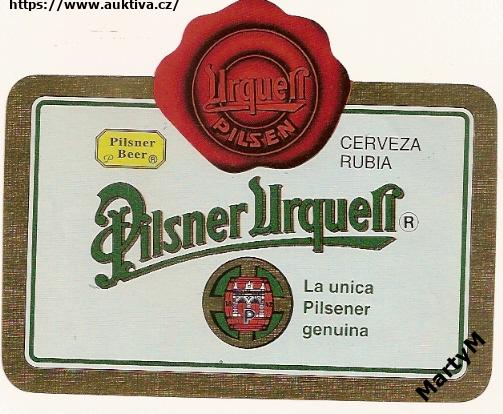 https://www.auktiva.cz/
Urquell
PILSEN
Pilsner
Beer ®
CERVEZA
RUBIA
Pilsner Urquell ®
La unica
Pilsener
genuina
P
MartyM